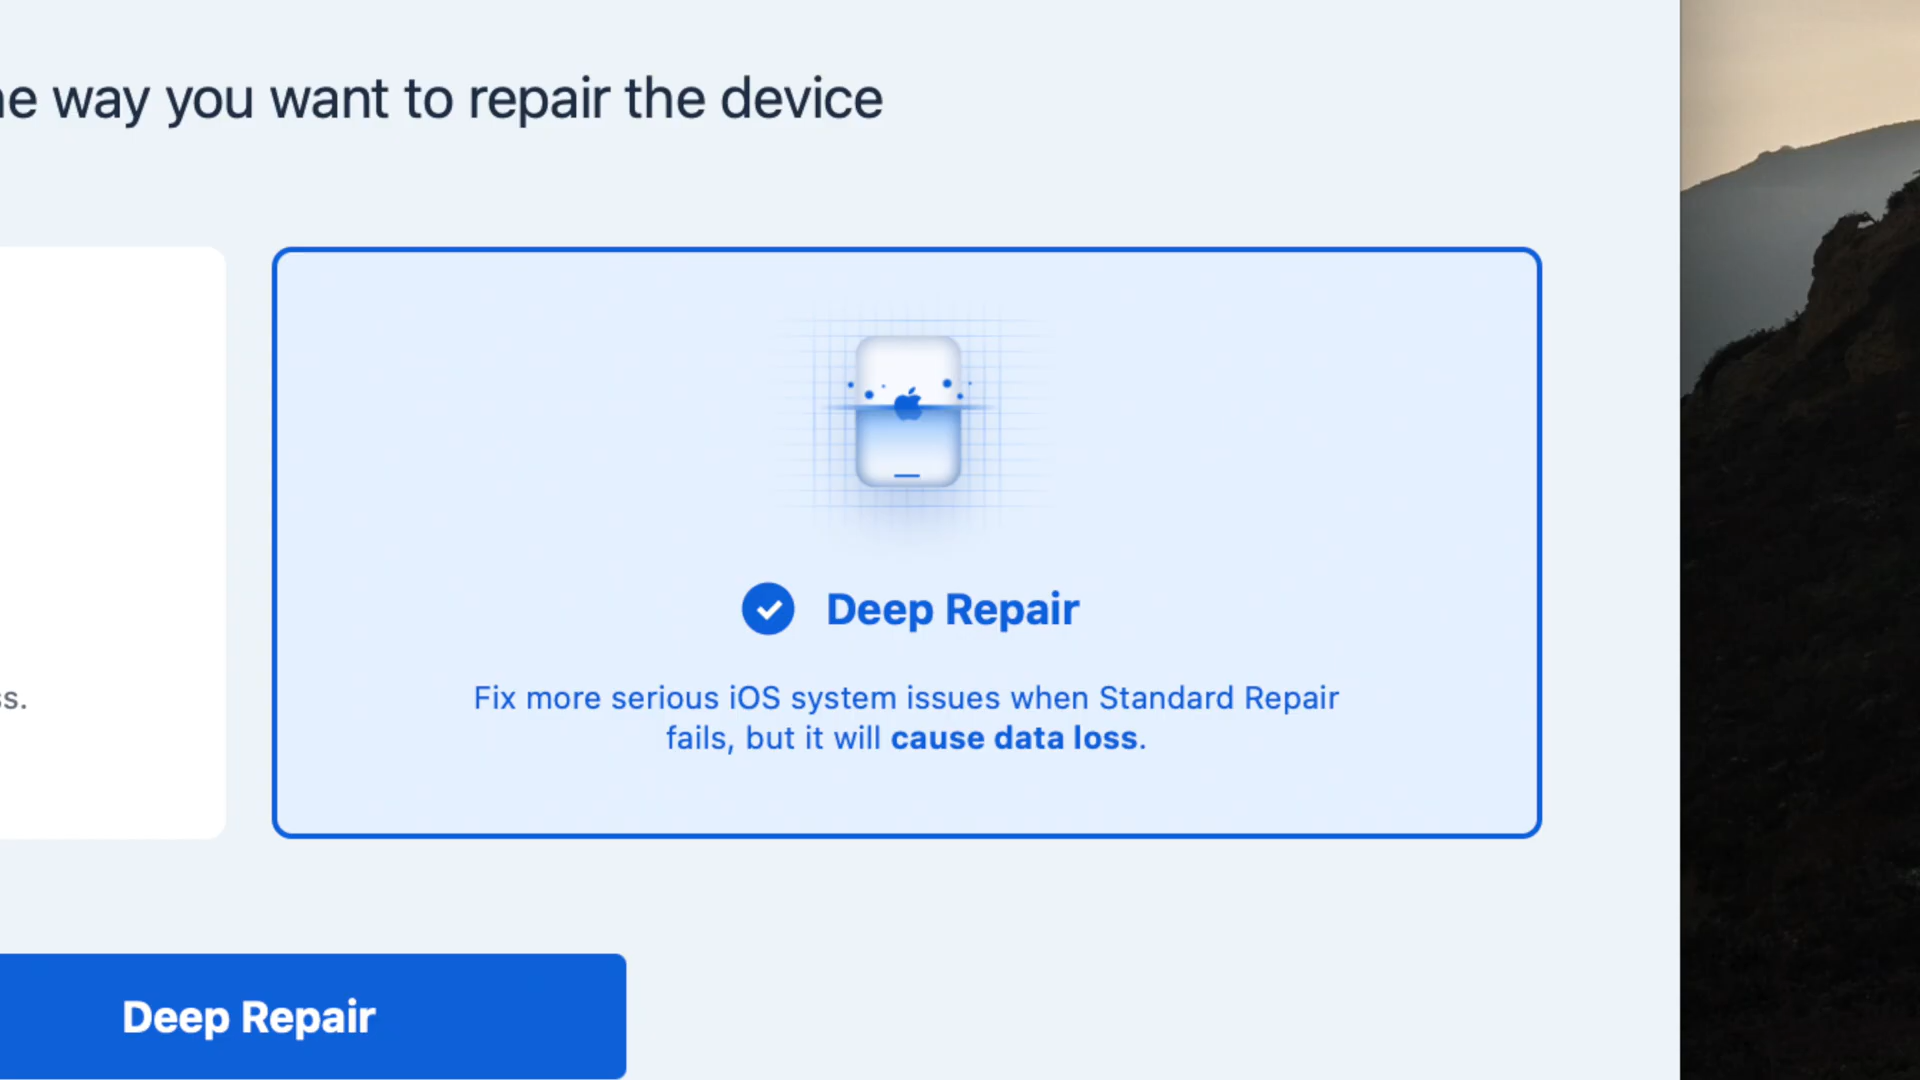 way you want to repair the device
Deep Repair
Fix more serious iOS system issues when Standard Repair
fails, but it will cause data loss.
Deep Repair